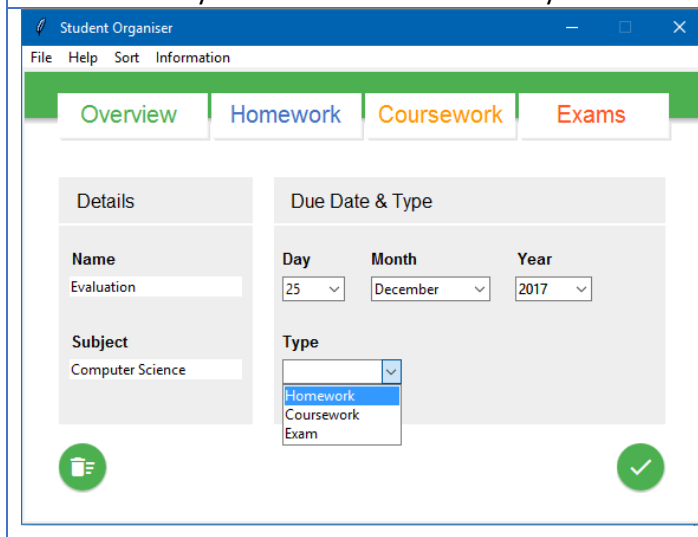 Student Organiser
File Help Sort Information
Overview Homework Coursework Exams
Details
Due Date & Type
Name
Evaluation
Subject
Computer Science
Day Month Year
25 December 2017
Type
Homework
Coursework
Exam